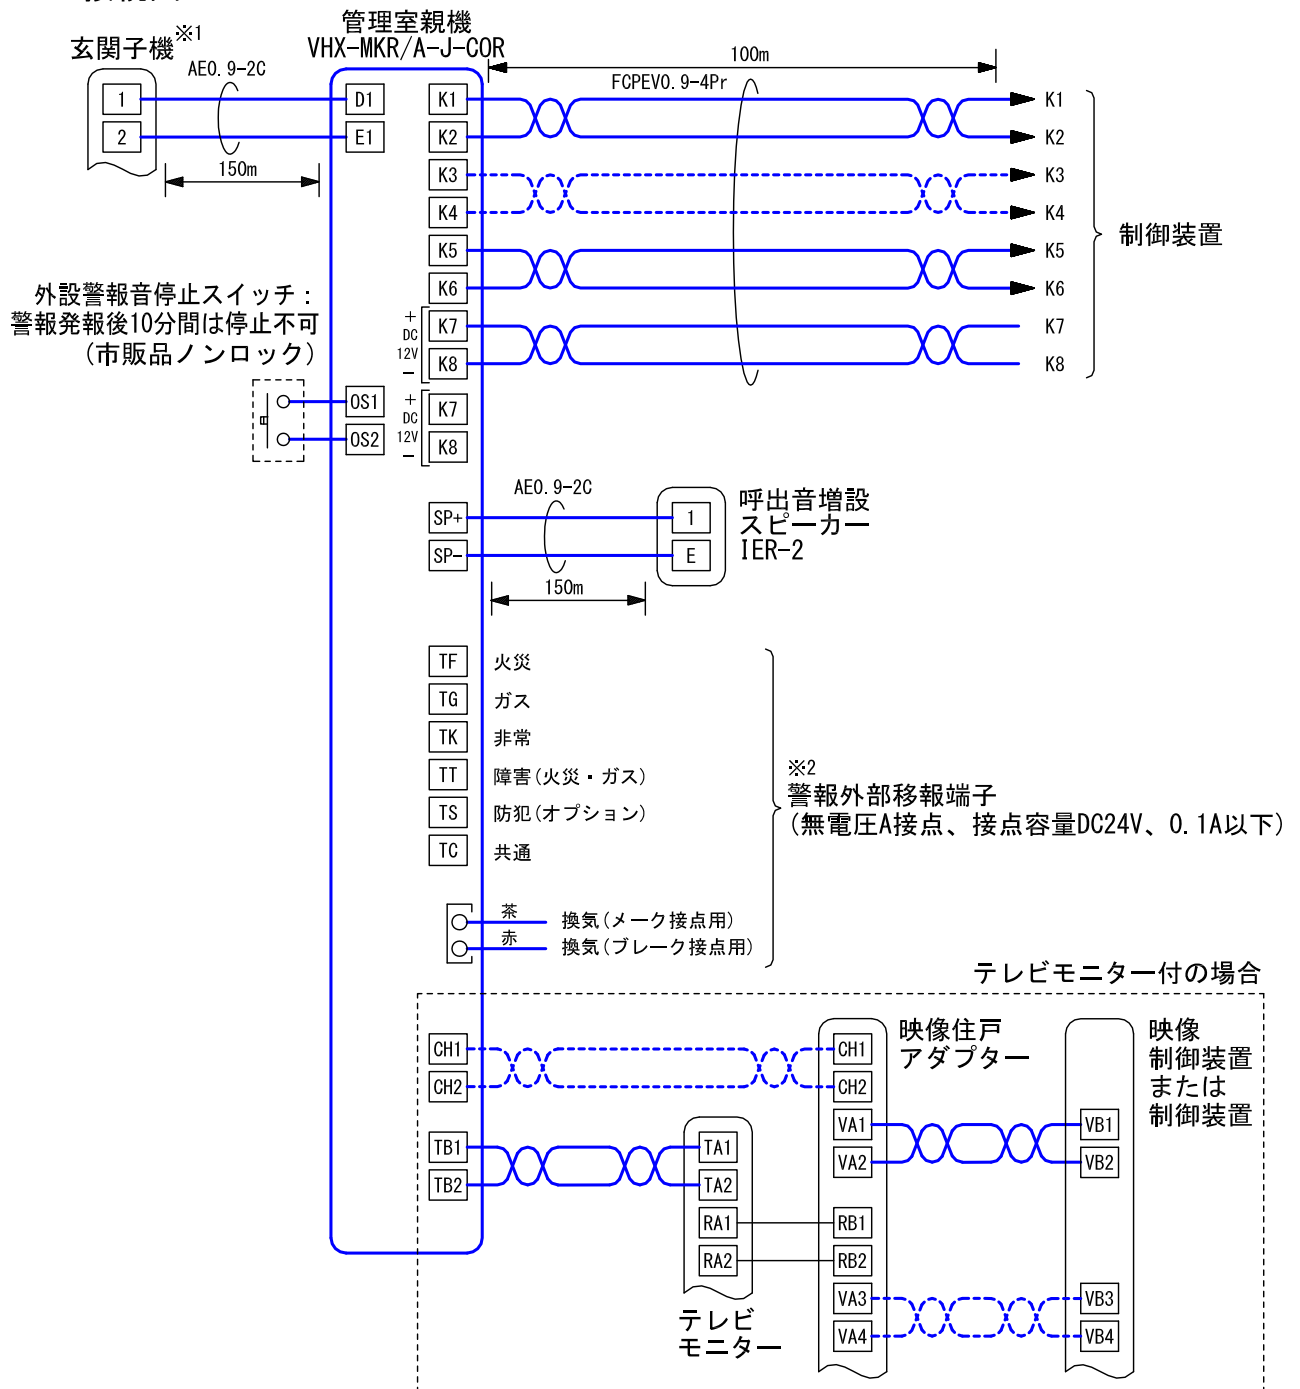 玄関子機※1
管理室親機
VHX-MKR/A-J-COR
AE0.9-2C
100m
FCPEV0.9-4Pr
1
2
150m
D1
E1
K1
K2
K3
K4
K5
K6
+
DC
12V
−
K7
K8
+
DC
12V
−
K7
K8
K1
K2
K3
K4
K5
K6
K7
K8
制御装置
外設警報音停止スイッチ：
警報発報後10分間は停止不可
(市販品ノンロック)
OS1
OS2
SP+
SP−
AE0.9-2C
150m
1
E
呼出音増設
スピーカー
IER-2
TF 火災
TG ガス
TK 非常
TT 障害(火災・ガス)
TS 防犯(オプション)
TC 共通
茶 換気(メーク接点用)
赤 換気(ブレーク接点用)
※2
警報外部移報端子
(無電圧A接点、接点容量DC24V、0.1A以下)
テレビモニター付の場合
CH1
CH2
TB1
TB2
TA1
TA2
RA1
RA2
テレビ
モニター
映像住戸
アダプター
CH1
CH2
VA1
VA2
RB1
RB2
VA3
VA4
映像
制御装置
または
制御装置
VB1
VB2
VB3
VB4